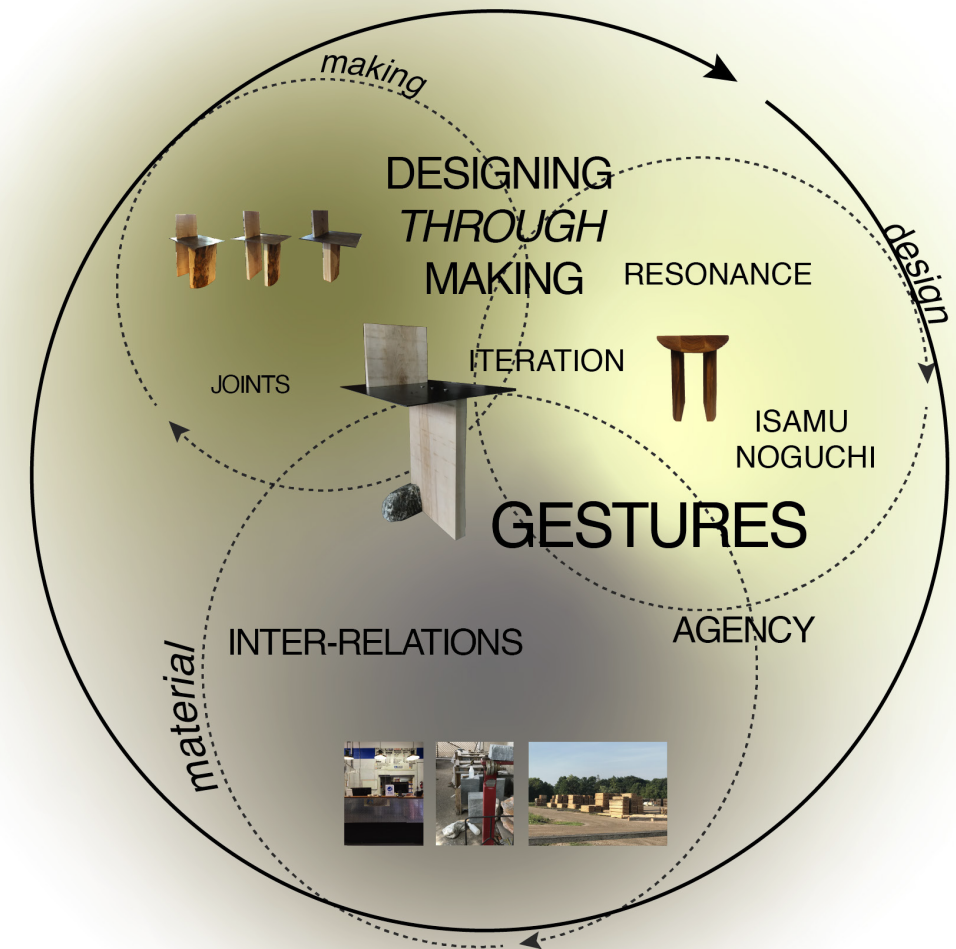 making
DESIGNING
THROUGH
MAKING
design
RESONANCE
ITERATION
JOINTS
ISAMU
NOGUCHI
GESTURES
INTER-RELATIONS
AGENCY
material